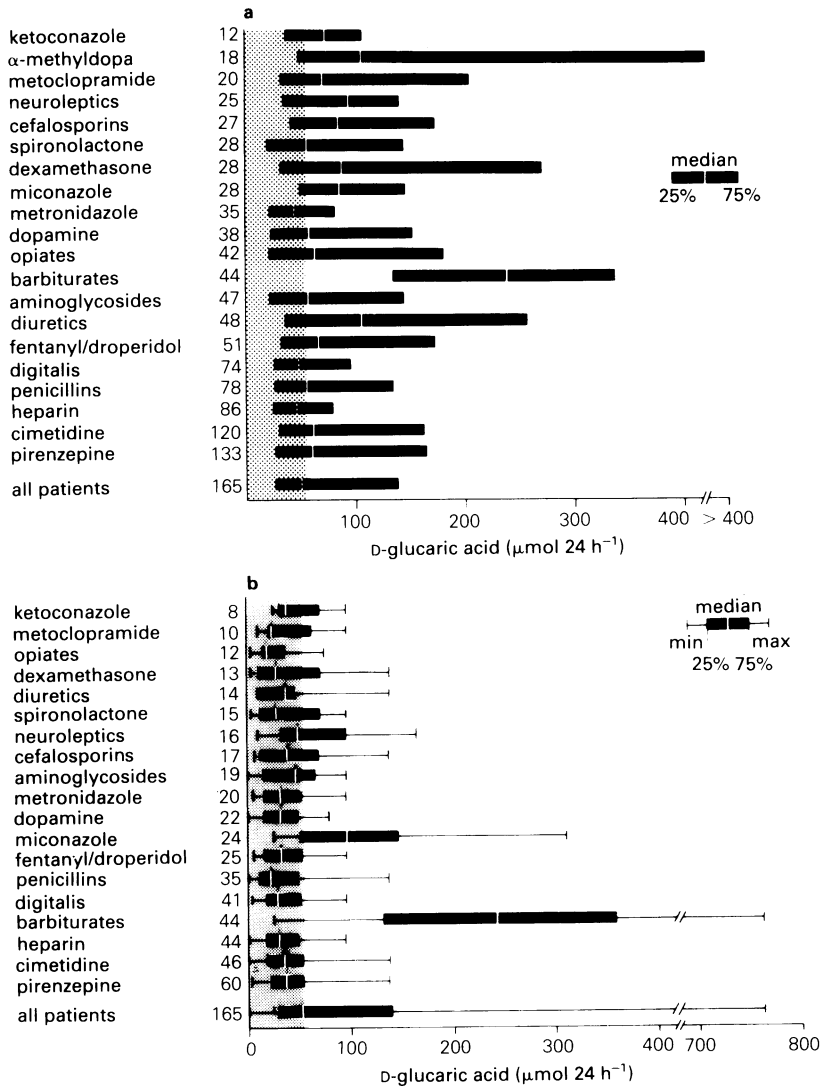 a
ketoconazole 12
α-methyldopa 18
metoclopramide 20
neuroleptics 25
cefalosporins 27
spironolactone 28
dexamethasone 28
median
miconazole 28
25% 75%
metronidazole 35
dopamine 38
opiates 42
barbiturates 44
aminoglycosides 47
diuretics 48
fentanyl/droperidol 51
digitalis 74
penicillins 78
heparin 86
cimetidine 120
pirenzepine 133
all patients 165
100 200 300 400 > 400
D-glucaric acid (μmol 24 h⁻¹)
b
ketoconazole 8
median
metoclopramide 10
min max
opiates 12
25% 75%
dexamethasone 13
diuretics 14
spironolactone 15
neuroleptics 16
cefalosporins 17
aminoglycosides 19
metronidazole 20
dopamine 22
miconazole 24
fentanyl/droperidol 25
penicillins 35
digitalis 41
barbiturates 44
heparin 44
cimetidine 46
pirenzepine 60
all patients 165
0 100 200 300 400 700 800
D-glucaric acid (μmol 24 h⁻¹)